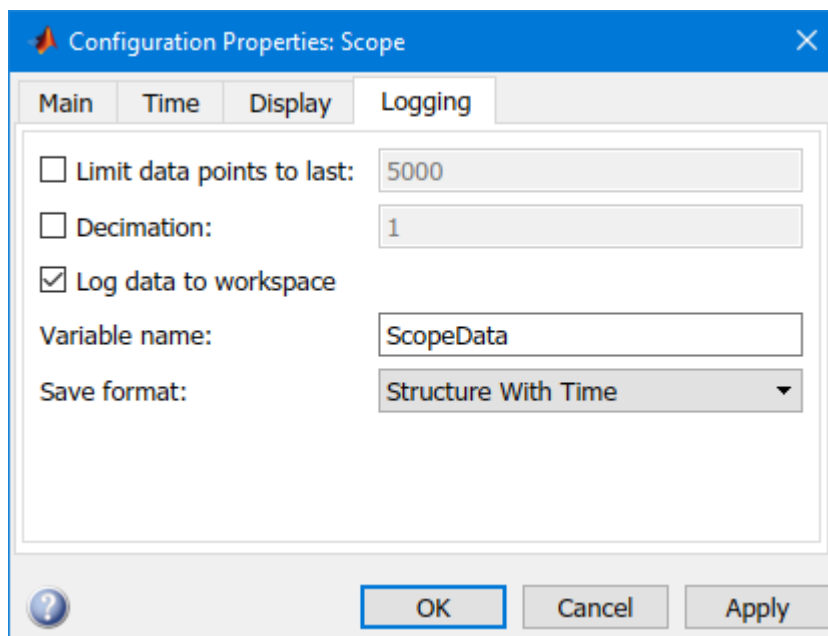 Configuration Properties: Scope
Main Time Display Logging
Limit data points to last: 5000
Decimation: 1
Log data to workspace
Variable name: ScopeData
Save format: Structure With Time
? OK Cancel Apply